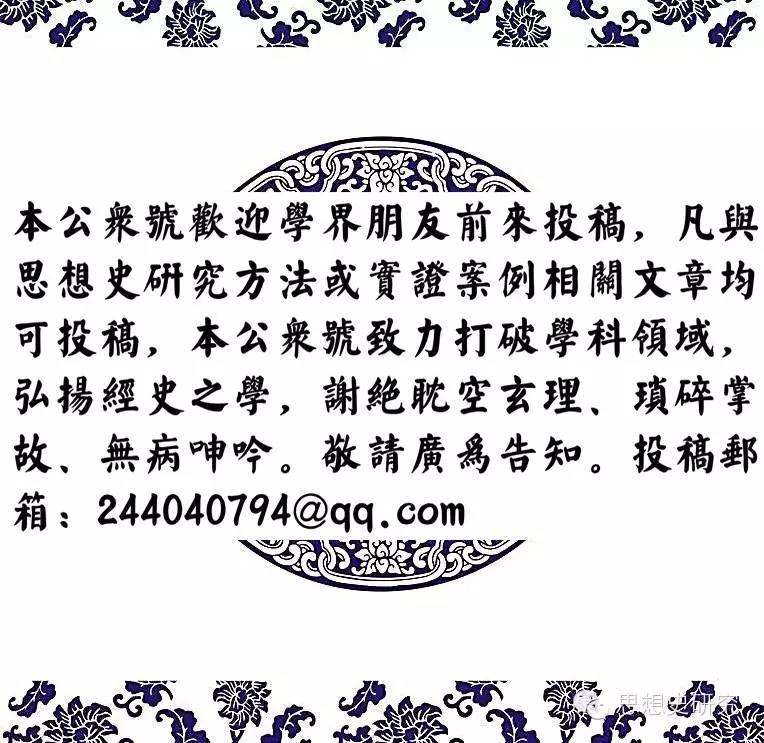 本公衆號歡迎學界朋友前來投稿，凡與
思想史研究方法或實證案例相關文章均
可投稿，本公衆號致力打破學科領域，
弘揚經史之學，謝絕耽空玄理、瑣碎掌
故、無病呻吟。敬請廣爲告知。投稿郵
箱：244040794@qq.com
思想史研究